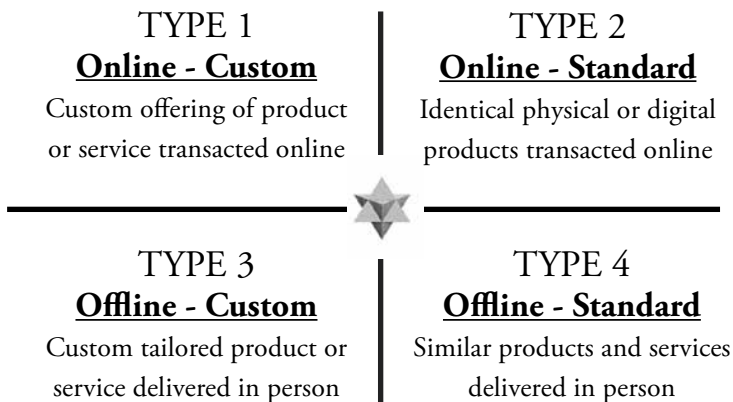 TYPE 1
Online - Custom
Custom offering of product
or service transacted online
TYPE 2
Online - Standard
Identical physical or digital
products transacted online
TYPE 3
Offline - Custom
Custom tailored product or
service delivered in person
TYPE 4
Offline - Standard
Similar products and services
delivered in person